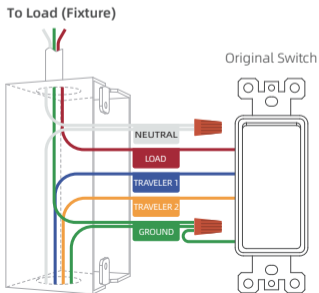 To Load (Fixture)
Original Switch
NEUTRAL
LOAD
TRAVELER 1
TRAVELER 2
GROUND